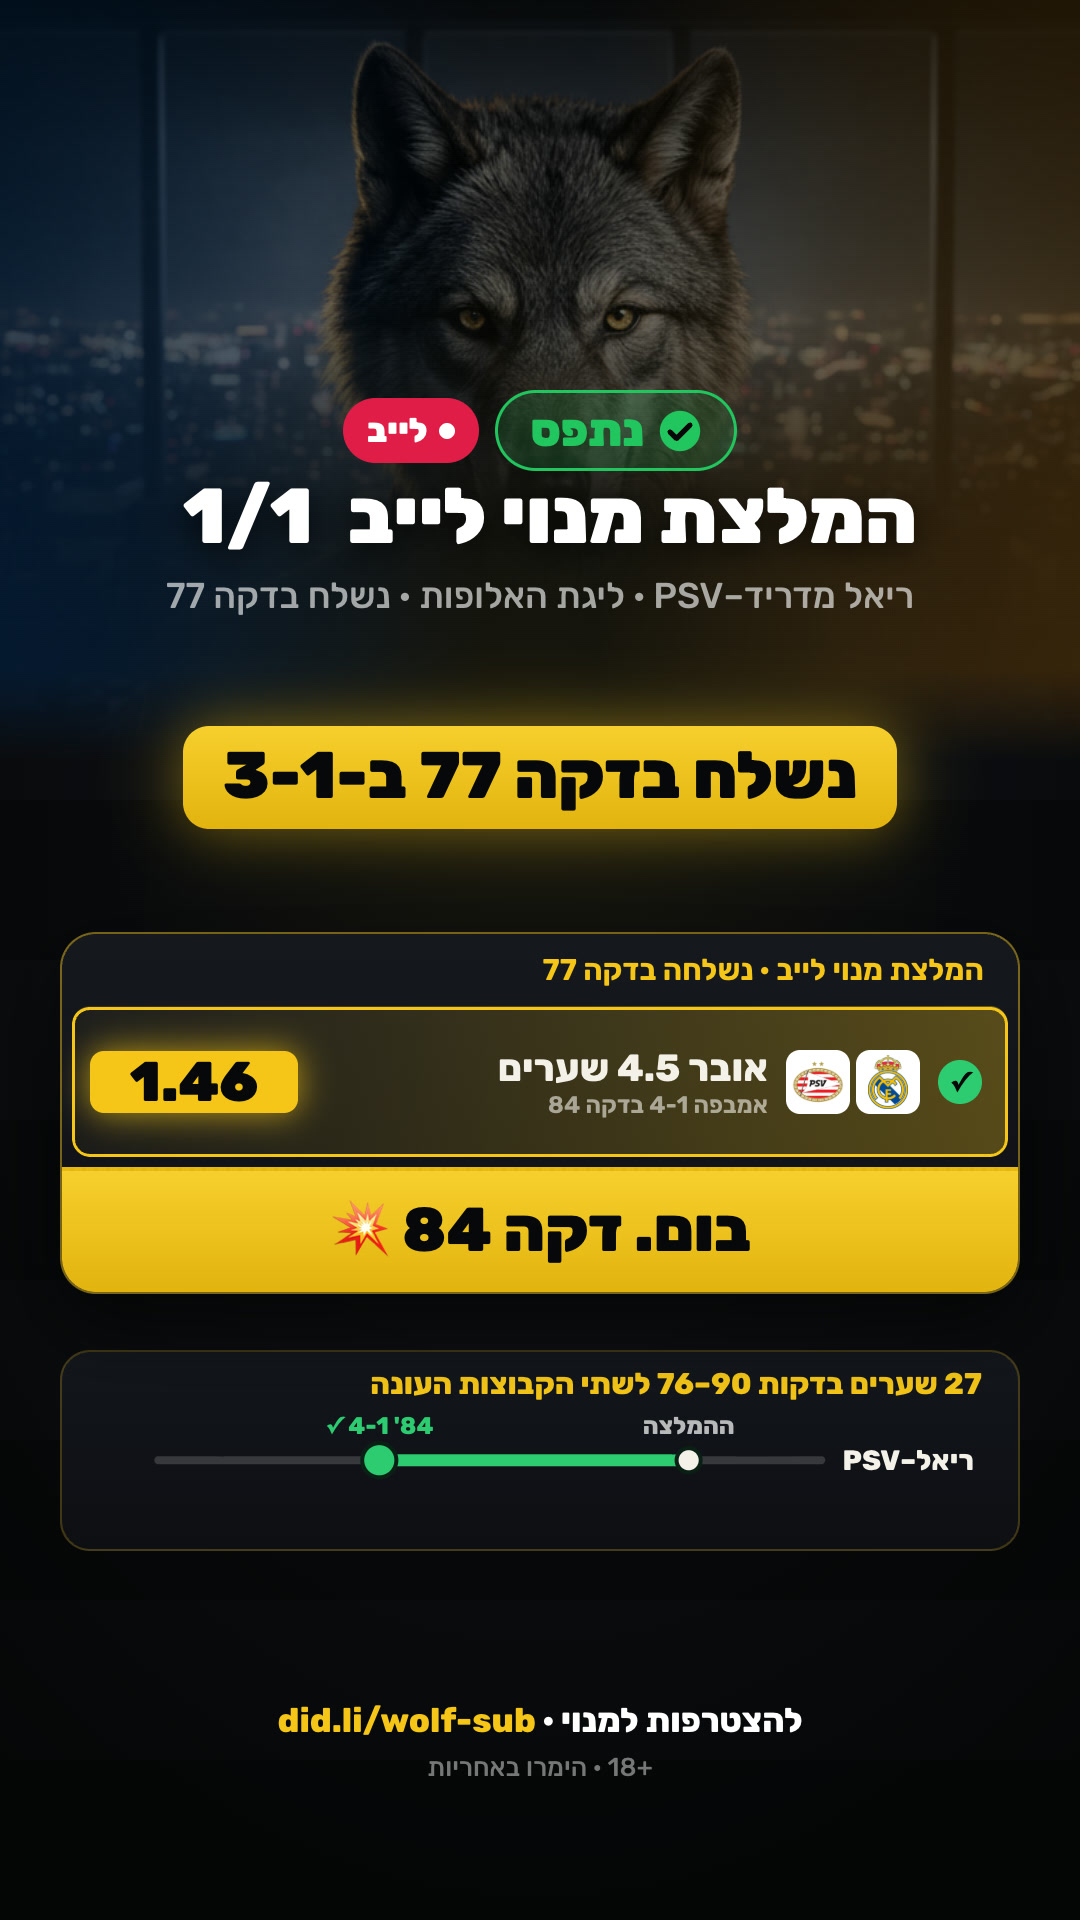 נתפס
לייב
המלצת מנוי לייב 1/1
ריאל מדריד-PSV • ליגת האלופות • נשלח בדקה 77
נשלח בדקה 77 ב-3-1
המלצת מנוי לייב • נשלחה בדקה 77
PSV
אובר 4.5 שערים
1.46
אמבפה 4-1 בדקה 84
בום. דקה 84 💥
27 שערים בדקות 76-90 לשתי הקבוצות העונה
ההמלצה
84' 4-1 ✓
ריאל-PSV
להצטרפות למנוי • did.li/wolf-sub
18+ • הימרו באחריות